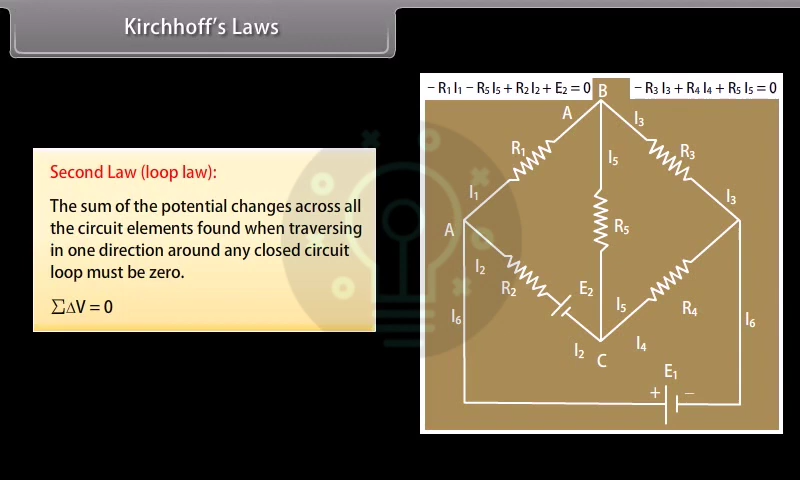 Kirchhoff's Laws
− R1 I1 − R5 I5 + R2 I2 + E2 = 0
− R3 I3 + R4 I4 + R5 I5 = 0
B
A
I3
R1
I5
R3
Second Law (loop law):
The sum of the potential changes across all
the circuit elements found when traversing
in one direction around any closed circuit
loop must be zero.
∑∆V = 0
I1
I3
A
R5
I2
R2
E2
I5
R4
I6
I6
I2
I4
C
E1
+ −